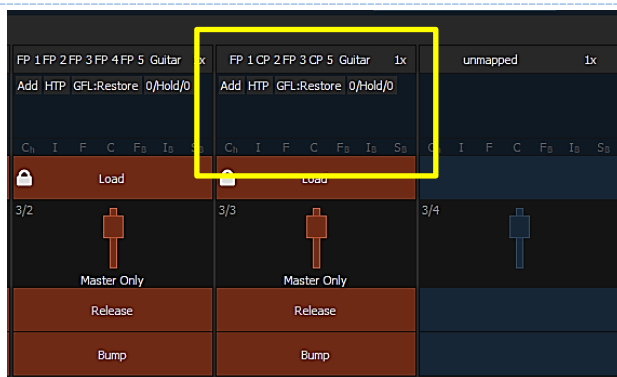 FP 1 FP 2 FP 3 FP 4 FP 5 Guitar x FP 1 CP 2 FP 3 CP 5 Guitar 1x unmapped 1x
Add HTP GFL:Restore 0/Hold/0 Add HTP GFL:Restore 0/Hold/0
Ch I F C FB IB SB Ch I F C FB IB SB Ch I F C FB IB SB
Load Load
3/2 3/3 3/4
Master Only Master Only
Release Release
Bump Bump